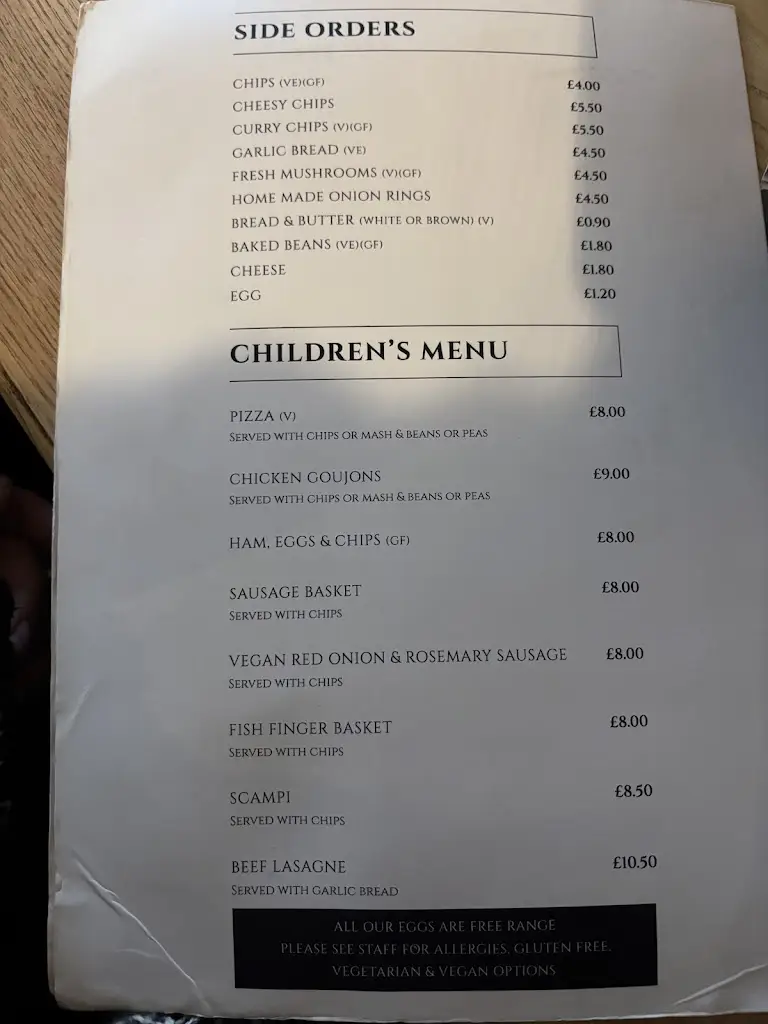 SIDE ORDERS
CHIPS (VE)(GF) £4.00
CHEESY CHIPS £5.50
CURRY CHIPS (V)(GF) £5.50
GARLIC BREAD (VE) £4.50
FRESH MUSHROOMS (V)(GF) £4.50
HOME MADE ONION RINGS £4.50
BREAD & BUTTER (WHITE OR BROWN) (V) £0.90
BAKED BEANS (VE)(GF) £1.80
CHEESE £1.80
EGG £1.20
CHILDREN'S MENU
PIZZA (V) £8.00
SERVED WITH CHIPS OR MASH & BEANS OR PEAS
CHICKEN GOUJONS £9.00
SERVED WITH CHIPS OR MASH & BEANS OR PEAS
HAM, EGGS & CHIPS (GF) £8.00
SAUSAGE BASKET £8.00
SERVED WITH CHIPS
VEGAN RED ONION & ROSEMARY SAUSAGE £8.00
SERVED WITH CHIPS
FISH FINGER BASKET £8.00
SERVED WITH CHIPS
SCAMPI £8.50
SERVED WITH CHIPS
BEEF LASAGNE £10.50
SERVED WITH GARLIC BREAD
ALL OUR EGGS ARE FREE RANGE
PLEASE SEE STAFF FOR ALLERGIES, GLUTEN FREE,
VEGETARIAN & VEGAN OPTIONS